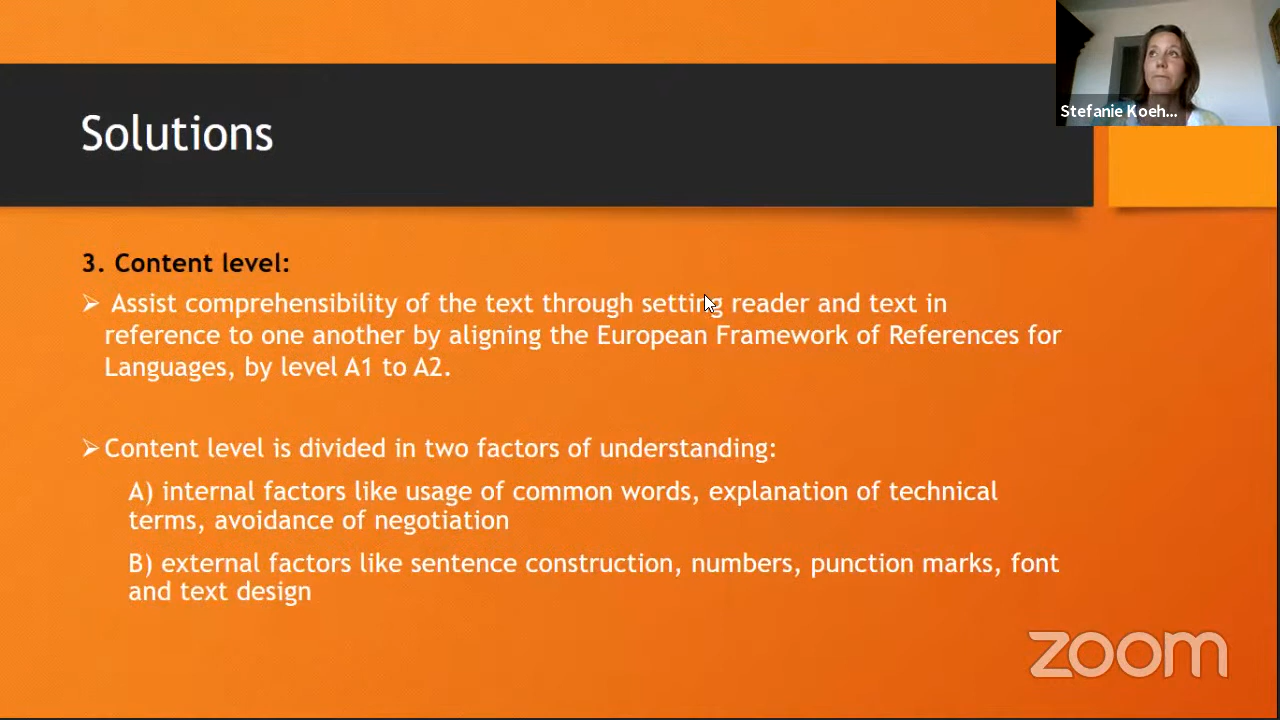 Stefanie Koeh...
Solutions
3. Content level:
➢ Assist comprehensibility of the text through setting reader and text in
reference to one another by aligning the European Framework of References for
Languages, by level A1 to A2.
➢ Content level is divided in two factors of understanding:
A) internal factors like usage of common words, explanation of technical
terms, avoidance of negotiation
B) external factors like sentence construction, numbers, punction marks, font
and text design
zoom